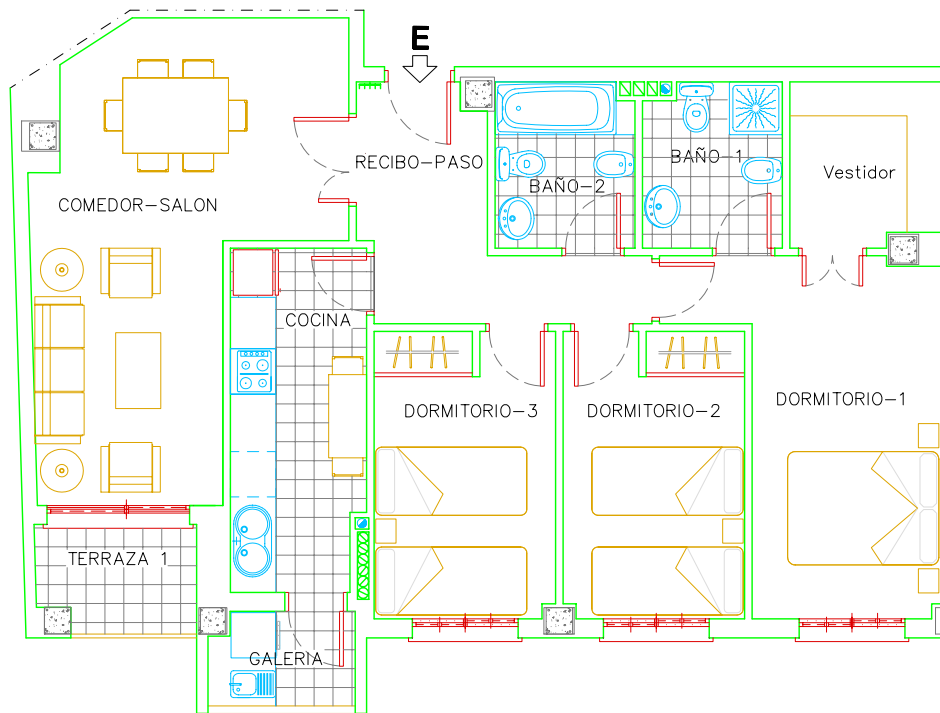 E
RECIBO-PASO
BAÑO-2
BAÑO-1
Vestidor
COMEDOR-SALON
COCINA
DORMITORIO-3
DORMITORIO-2
DORMITORIO-1
TERRAZA 1
GALERIA